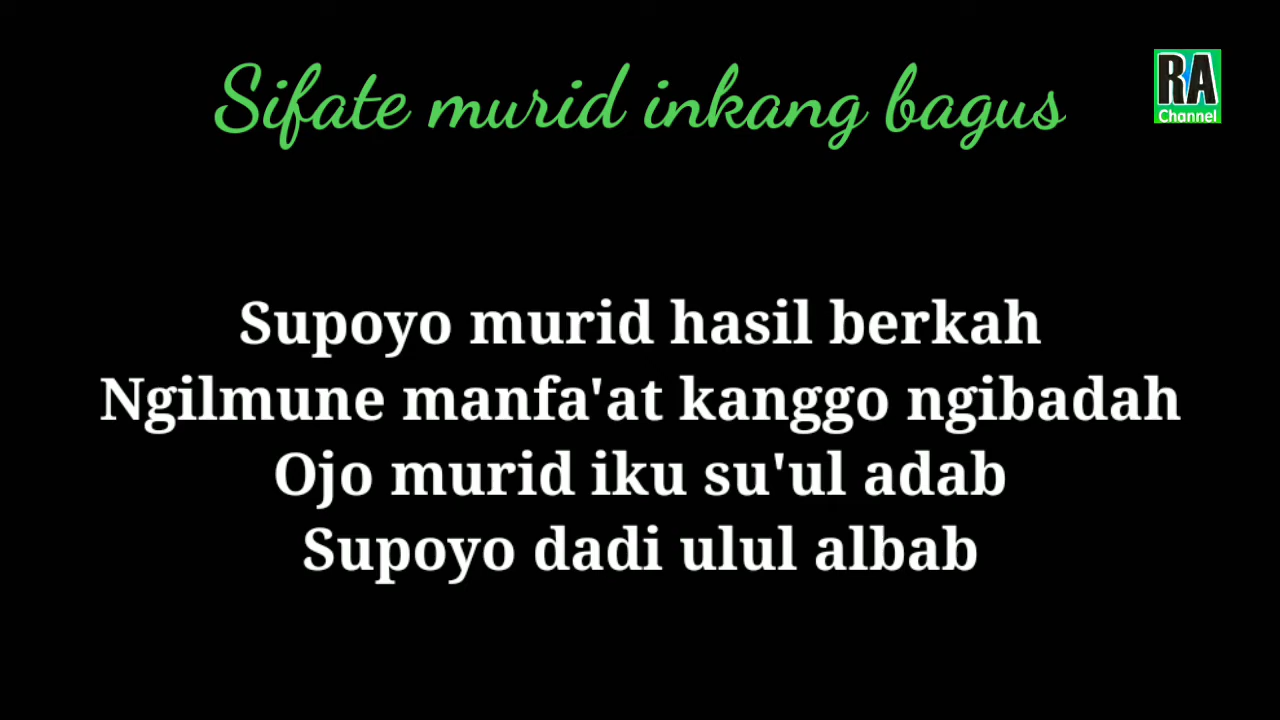 Sifate murid inkang bagus
RA
Channel
Supoyo murid hasil berkah
Ngilmune manfa'at kanggo ngibadah
Ojo murid iku su'ul adab
Supoyo dadi ulul albab